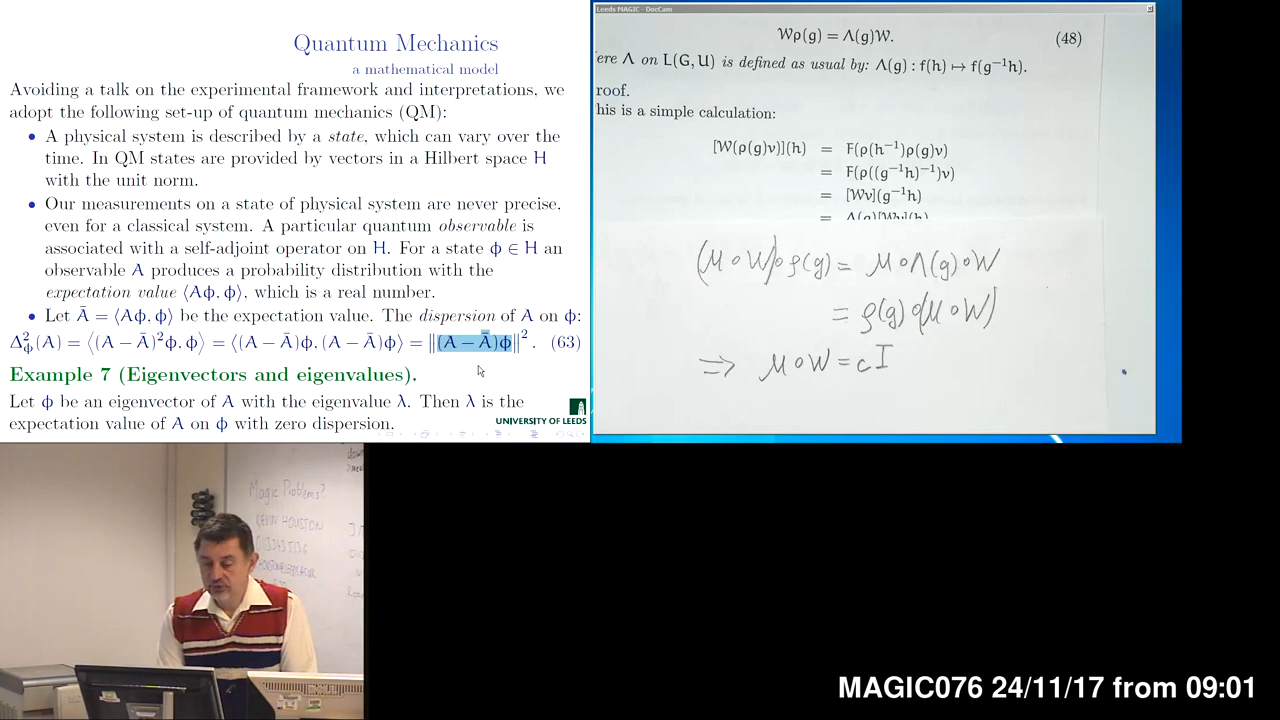 Quantum Mechanics
a mathematical model
Avoiding a talk on the experimental framework and interpretations, we
adopt the following set-up of quantum mechanics (QM):
• A physical system is described by a state, which can vary over the
time. In QM states are provided by vectors in a Hilbert space H
with the unit norm.
• Our measurements on a state of physical system are never precise,
even for classical system. A particular quantum observable is
associated with a self-adjoint operator on H. For a state ϕ ∈ H an
observable A produces a probability distribution with the
expectation value ⟨Aϕ, ϕ⟩, which is a real number.
• Let Ā = ⟨Aϕ, ϕ⟩ be the expectation value. The dispersion of A on ϕ:
Δ²_ϕ(A) = ⟨(A − Ā)²ϕ, ϕ⟩ = ⟨(A − Ā)ϕ, (A − Ā)ϕ⟩ = ‖(A − Ā)ϕ‖². (63)
Example 7 (Eigenvectors and eigenvalues).
Let ϕ be an eigenvector of A with the eigenvalue λ. Then λ is the
expectation value of A on ϕ with zero dispersion.
UNIVERSITY OF LEEDS
Leeds MAGIC - DocCam
Wρ(g) = Λ(g)W. (48)
ere Λ on L(G, U) is defined as usual by: Λ(g) : f(h) ↦ f(g⁻¹h).
roof.
his is a simple calculation:
[W(ρ(g)v)](h) = F(ρ(h⁻¹)ρ(g)v)
= F(ρ((g⁻¹h)⁻¹)v)
= [Wv](g⁻¹h)
= Λ(g)[Wv](h)
(M∘W)∘ρ(g) = M∘Λ(g)∘W
= ρ(g)∘(M∘W)
⇒ M∘W = cI
Magic Problems?
KEVIN HOUSTON
MAGIC076 24/11/17 from 09:01